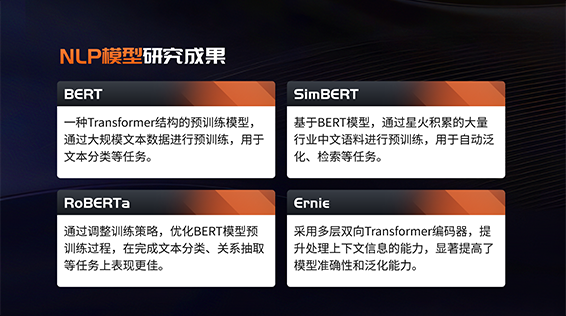 NLP模型研究成果
BERT
一种Transformer结构的预训练模型，
通过大规模文本数据进行预训练，用于
文本分类等任务。
SimBERT
基于BERT模型，通过星火积累的大量
行业中文语料进行预训练，用于自动泛
化、检索等任务。
RoBERTa
通过调整训练策略，优化BERT模型预
训练过程，在完成文本分类、关系抽取
等任务上表现更佳。
Ernie
采用多层双向Transformer编码器，提
升处理上下文信息的能力，显著提高了
模型准确性和泛化能力。